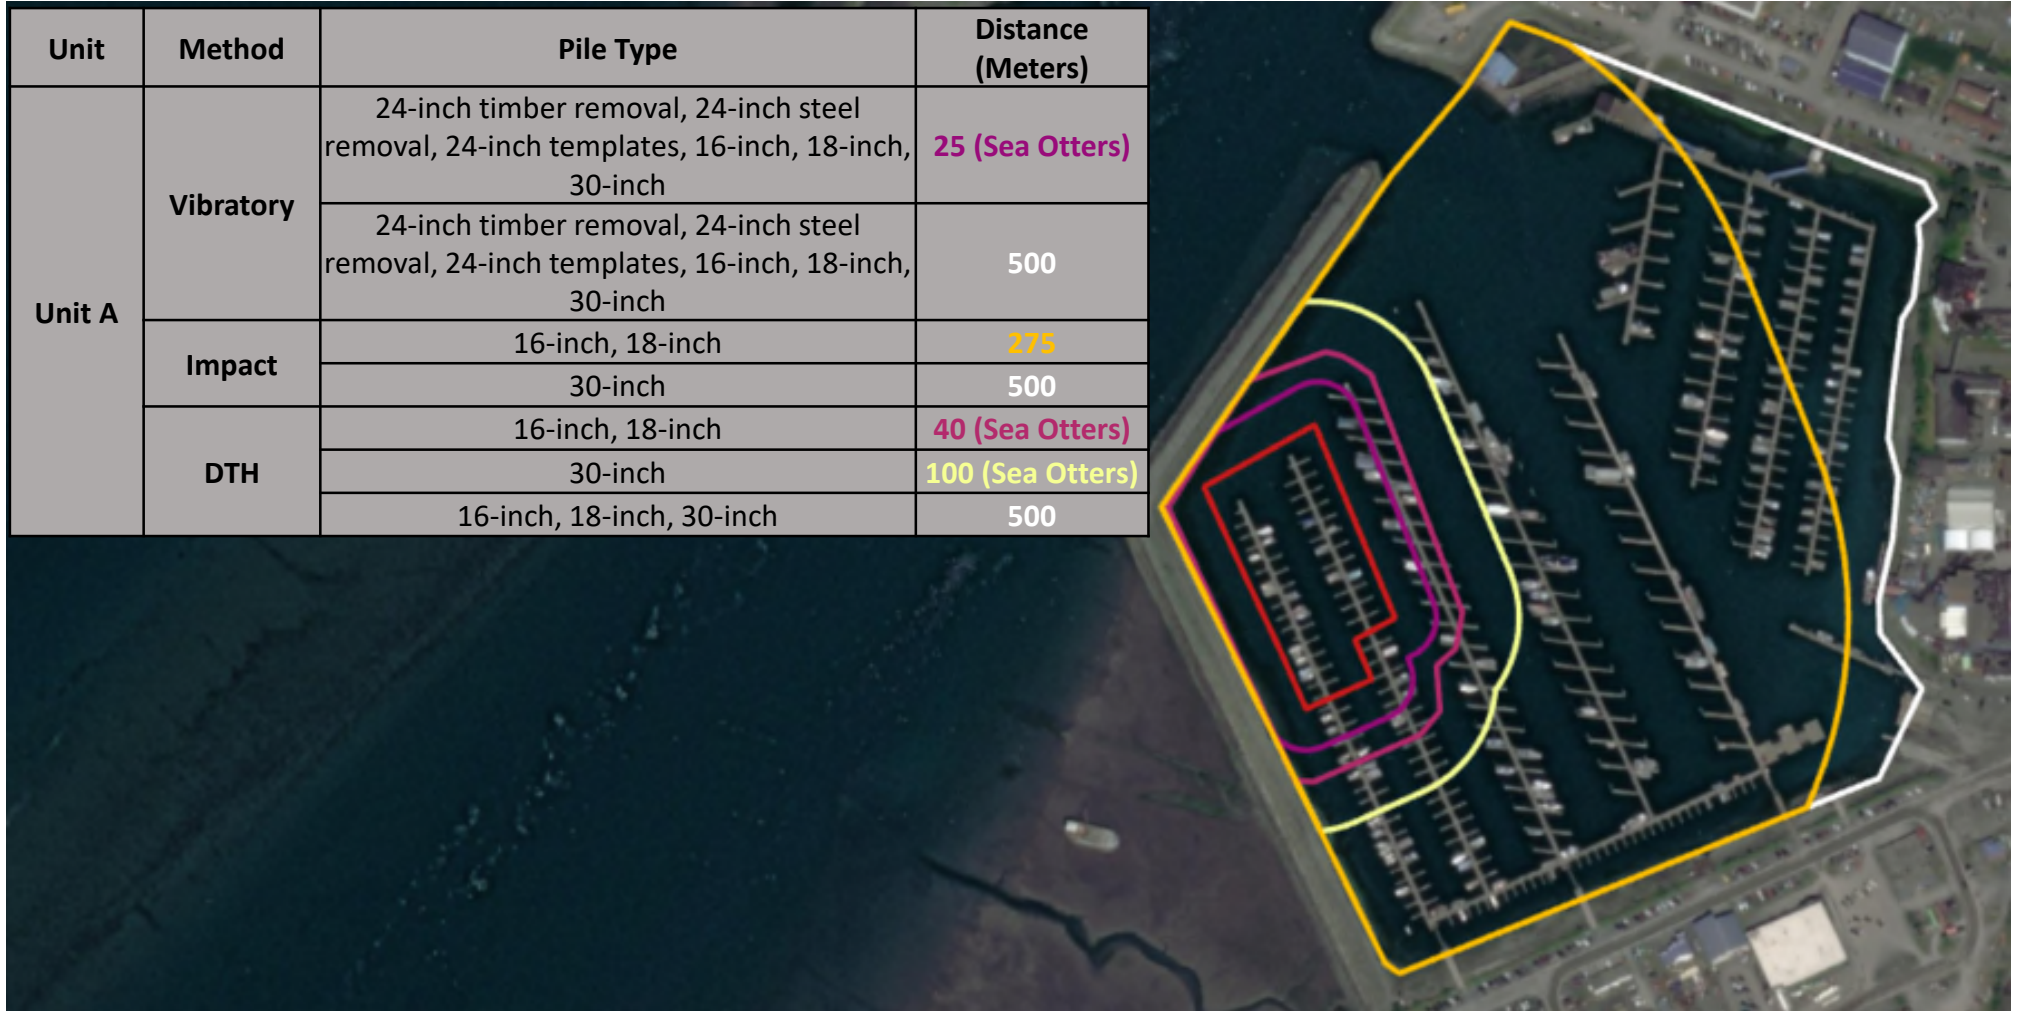 Unit
Method
Pile Type
Distance
(Meters)
Unit A
Vibratory
24-inch timber removal, 24-inch steel
removal, 24-inch templates, 16-inch, 18-inch,
30-inch
25 (Sea Otters)
24-inch timber removal, 24-inch steel
removal, 24-inch templates, 16-inch, 18-inch,
30-inch
500
Impact
16-inch, 18-inch
275
30-inch
500
DTH
16-inch, 18-inch
40 (Sea Otters)
30-inch
100 (Sea Otters)
16-inch, 18-inch, 30-inch
500